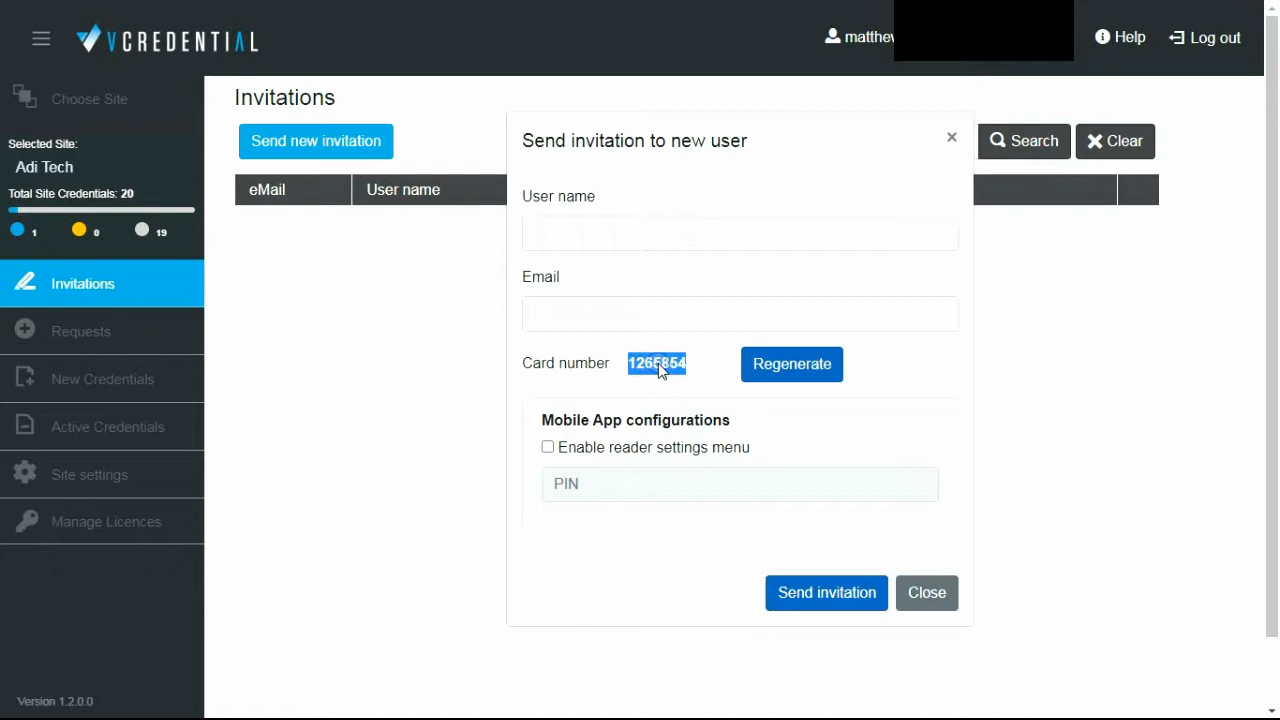 VCREDENTIAL
matthew
Help
Log out
Choose Site
Selected Site:
Adi Tech
Total Site Credentials: 20
1
0
19
Invitations
Requests
New Credentials
Active Credentials
Site settings
Manage Licences
Version 1.2.0.0
Invitations
Send new invitation
Search
Clear
eMail
User name
Send invitation to new user
×
User name
Email
Card number
1265854
Regenerate
Mobile App configurations
Enable reader settings menu
PIN
Send invitation
Close